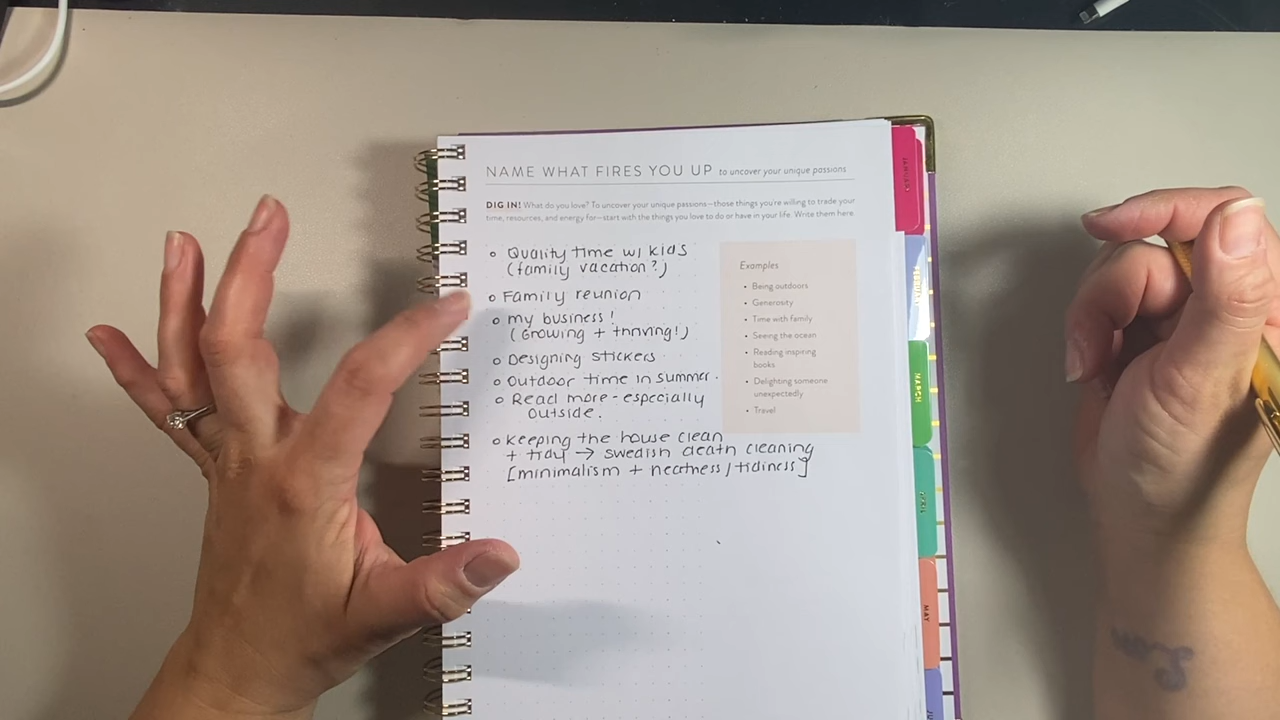 NAME WHAT FIRES YOU UP to uncover your unique passions
DIG IN! What do you love? To uncover your unique passions—those things you're willing to trade your
time, resources, and energy for—start with the things you love to do or have in your life. Write them here.
Quality time w/ kids
(family vacation?)
Family reunion
my business!
(Growing + thriving!)
Designing stickers
Outdoor time in summer.
Read more - especially
outside.
Keeping the house clean
+ tidy → swedish death cleaning
[minimalism + neatness/tidiness]
Examples
• Being outdoors
• Generosity
• Time with family
• Seeing the ocean
• Reading inspiring
books
• Delighting someone
unexpectedly
• Travel
JANUARY
FEBRUARY
MARCH
APRIL
MAY